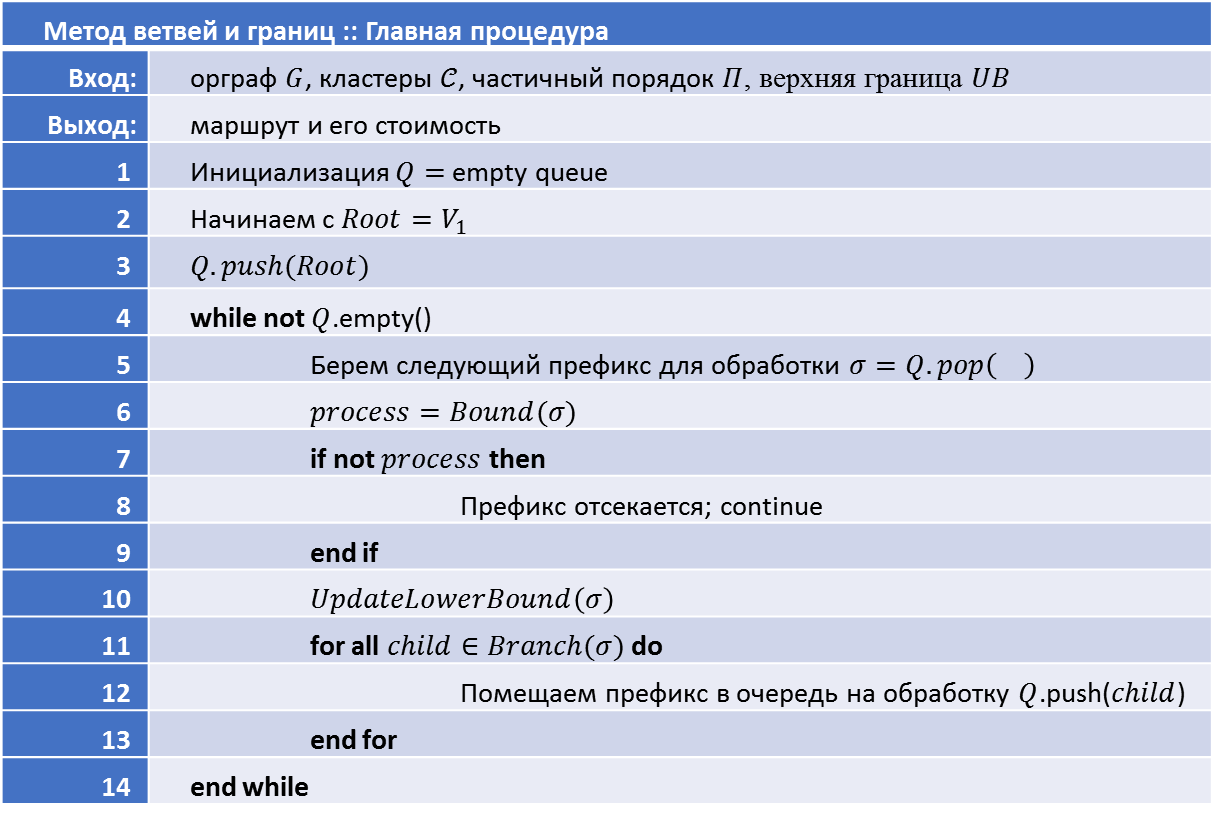 Метод ветвей и границ :: Главная процедура
Вход: орграф G, кластеры 𝒞, частичный порядок Π, верхняя граница UB
Выход: маршрут и его стоимость
1 Инициализация Q = empty queue
2 Начинаем с Root = V₁
3 Q.push(Root)
4 while not Q.empty()
5 Берем следующий префикс для обработки σ = Q.pop( )
6 process = Bound(σ)
7 if not process then
8 Префикс отсекается; continue
9 end if
10 UpdateLowerBound(σ)
11 for all child ∈ Branch(σ) do
12 Помещаем префикс в очередь на обработку Q.push(child)
13 end for
14 end while